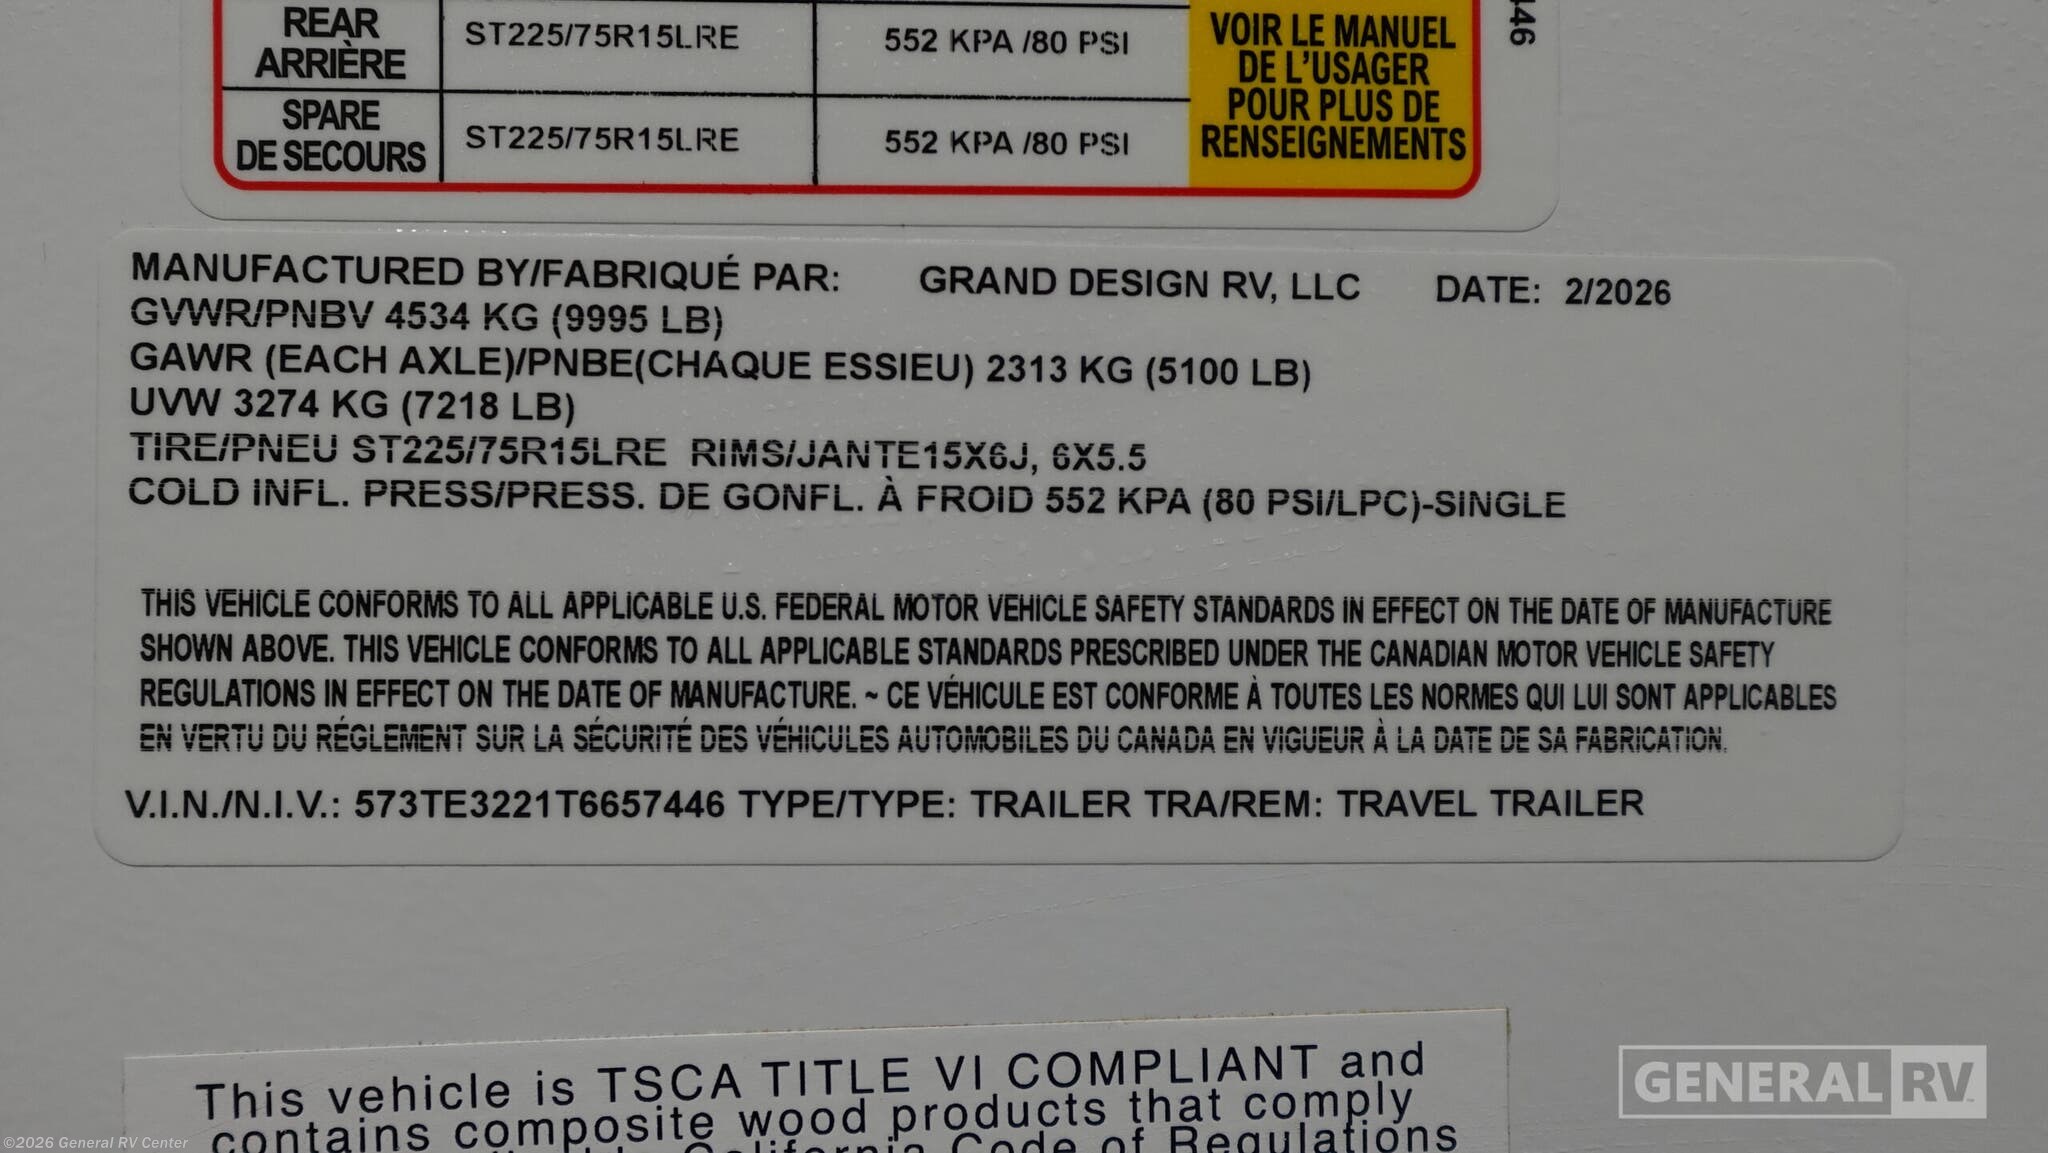 REAR
ARRIÈRE
ST225/75R15LRE
552 KPA /80 PSI
SPARE
DE SECOURS
ST225/75R15LRE
552 KPA /80 PSI
VOIR LE MANUEL
DE L'USAGER
POUR PLUS DE
RENSEIGNEMENTS
446
MANUFACTURED BY/FABRIQUÉ PAR: GRAND DESIGN RV, LLC DATE: 2/2026
GVWR/PNBV 4534 KG (9995 LB)
GAWR (EACH AXLE)/PNBE(CHAQUE ESSIEU) 2313 KG (5100 LB)
UVW 3274 KG (7218 LB)
TIRE/PNEU ST225/75R15LRE RIMS/JANTE15X6J, 6X5.5
COLD INFL. PRESS/PRESS. DE GONFL. À FROID 552 KPA (80 PSI/LPC)-SINGLE
THIS VEHICLE CONFORMS TO ALL APPLICABLE U.S. FEDERAL MOTOR VEHICLE SAFETY STANDARDS IN EFFECT ON THE DATE OF MANUFACTURE
SHOWN ABOVE. THIS VEHICLE CONFORMS TO ALL APPLICABLE STANDARDS PRESCRIBED UNDER THE CANADIAN MOTOR VEHICLE SAFETY
REGULATIONS IN EFFECT ON THE DATE OF MANUFACTURE. ~ CE VÉHICULE EST CONFORME À TOUTES LES NORMES QUI LUI SONT APPLICABLES
EN VERTU DU RÉGLEMENT SUR LA SÉCURITÉ DES VÉHICULES AUTOMOBILES DU CANADA EN VIGUEUR À LA DATE DE SA FABRICATION.
V.I.N./N.I.V.: 573TE3221T6657446 TYPE/TYPE: TRAILER TRA/REM: TRAVEL TRAILER
This vehicle is TSCA TITLE VI COMPLIANT and
contains composite wood products that comply
California Code of Regulations
GENERAL RV
©2026 General RV Center